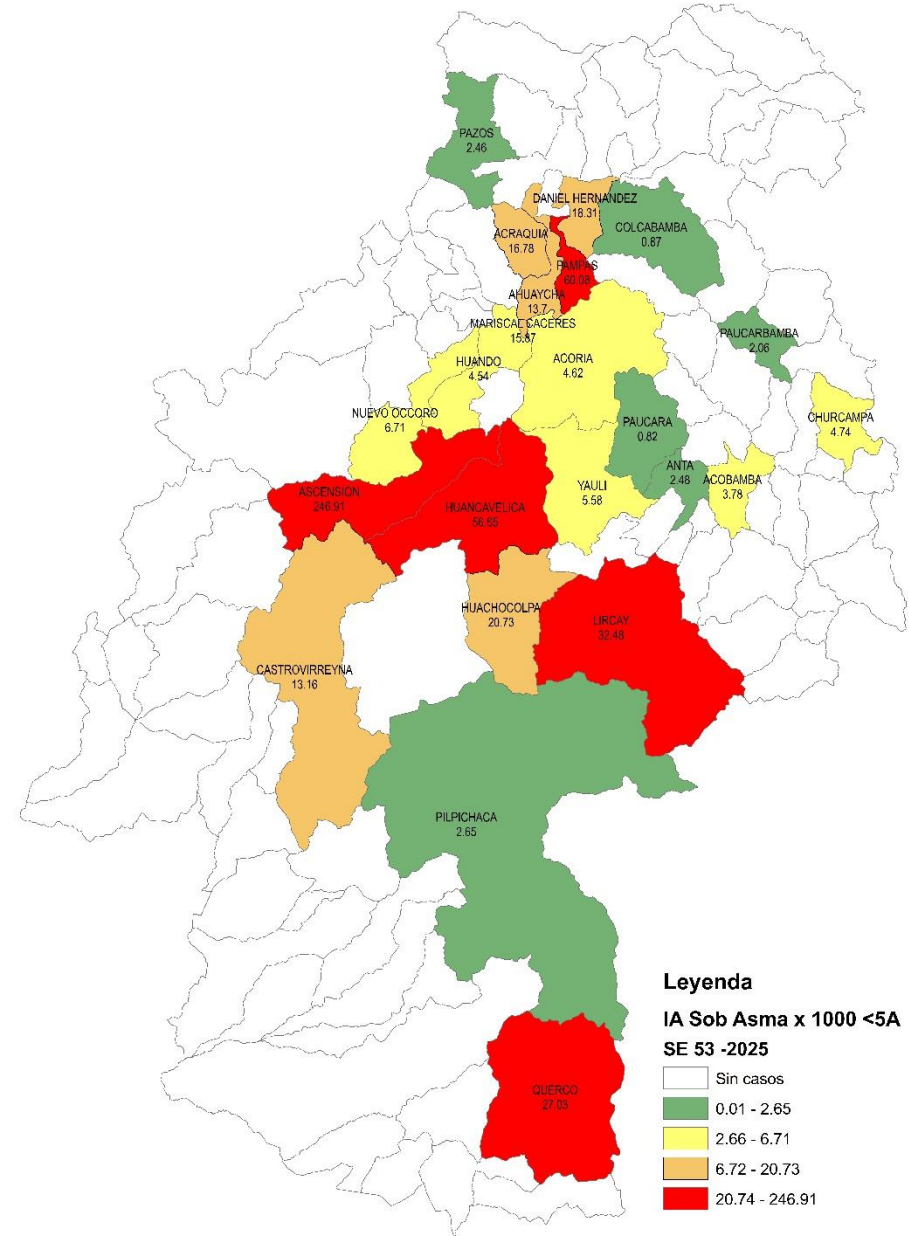 PAZOS
2.46
DANIEL HERNANDEZ
18.31
COLCABAMBA
0.87
ACRAQUIA
16.78
PAMPAS
60.08
AHUAYCHA
13.7
MARISCAL CACERES
15.87
PAUCARBAMBA
2.06
HUANDO
4.54
ACORIA
4.62
NUEVO OCCORO
6.71
PAUCARA
0.82
CHURCAMPA
4.74
ANTA
2.48
ACOBAMBA
3.78
YAULI
5.58
ASCENSION
246.91
HUANCAVELICA
56.65
HUACHOCOLPA
20.73
LIRCAY
32.48
CASTROVIRREYNA
13.16
PILPICHACA
2.65
QUERCO
27.03
Leyenda
IA Sob Asma x 1000 <5A
SE 53 -2025
Sin casos
0.01 - 2.65
2.66 - 6.71
6.72 - 20.73
20.74 - 246.91